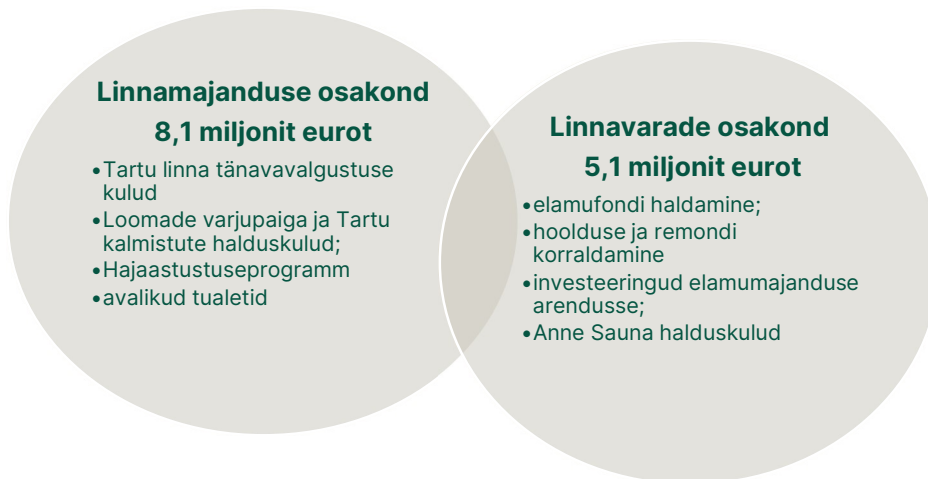 Linnamajanduse osakond
8,1 miljonit eurot
•Tartu linna tänavavalgustuse
kulud
•Loomade varjupaiga ja Tartu
kalmistute halduskulud;
•Hajaastustuseprogramm
•avalikud tualetid
Linnavarade osakond
5,1 miljonit eurot
•elamufondi haldamine;
•hoolduse ja remondi
korraldamine
•investeeringud elamumajanduse
arendusse;
•Anne Sauna halduskulud